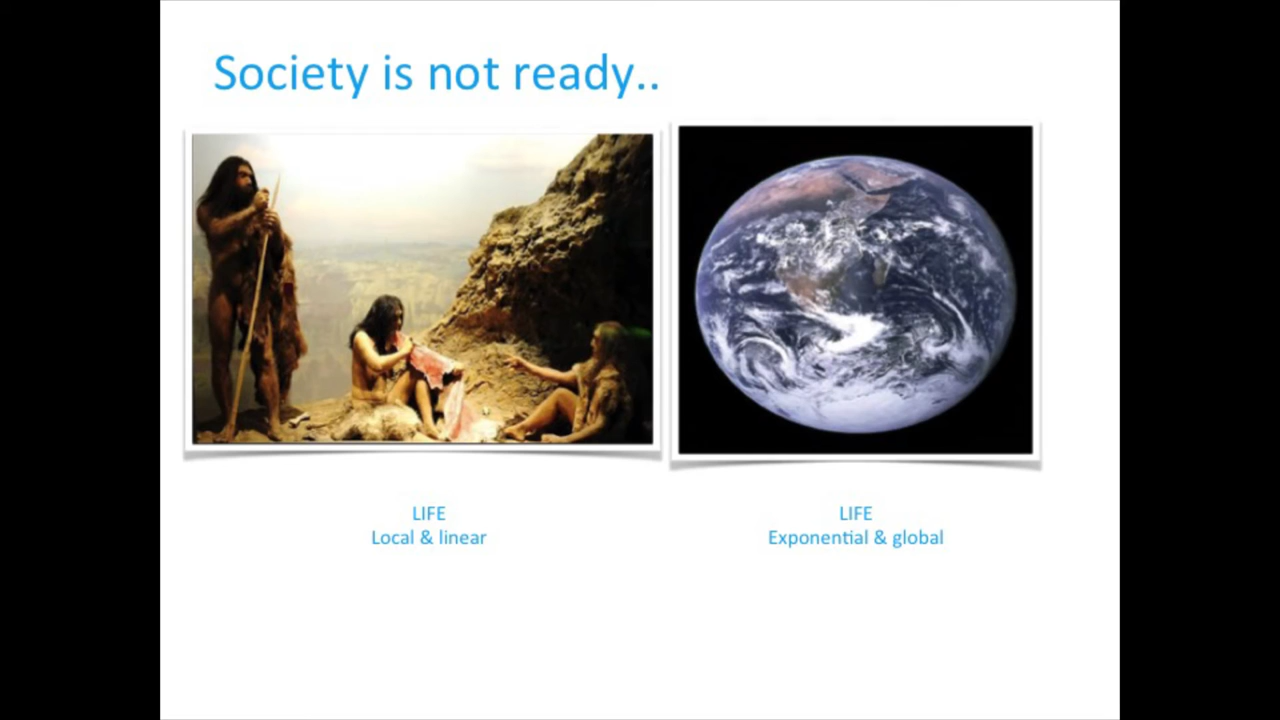 Society is not ready..
LIFE
Local & linear
LIFE
Exponential & global